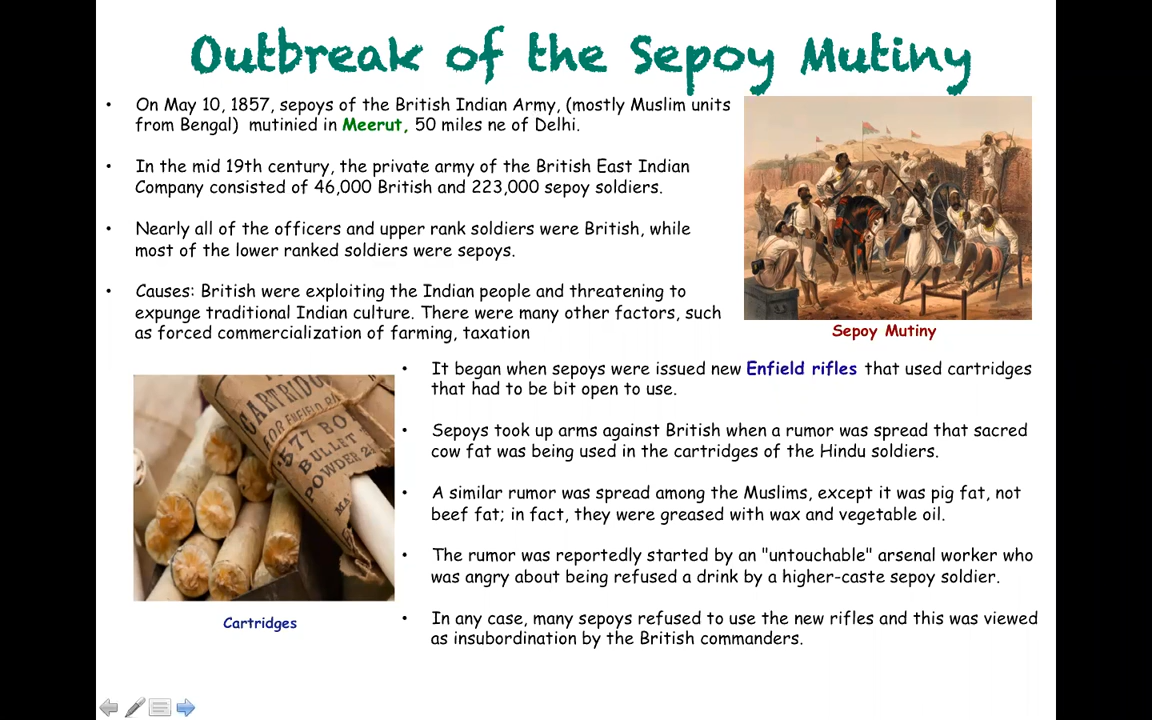 Outbreak of the Sepoy Mutiny
• On May 10, 1857, sepoys of the British Indian Army, (mostly Muslim units
from Bengal) mutinied in Meerut, 50 miles ne of Delhi.
• In the mid 19th century, the private army of the British East Indian
Company consisted of 46,000 British and 223,000 sepoy soldiers.
• Nearly all of the officers and upper rank soldiers were British, while
most of the lower ranked soldiers were sepoys.
• Causes: British were exploiting the Indian people and threatening to
expunge traditional Indian culture. There were many other factors, such
as forced commercialization of farming, taxation
Sepoy Mutiny
• It began when sepoys were issued new Enfield rifles that used cartridges
that had to be bit open to use.
• Sepoys took up arms against British when a rumor was spread that sacred
cow fat was being used in the cartridges of the Hindu soldiers.
• A similar rumor was spread among the Muslims, except it was pig fat, not
beef fat; in fact, they were greased with wax and vegetable oil.
• The rumor was reportedly started by an "untouchable" arsenal worker who
was angry about being refused a drink by a higher-caste sepoy soldier.
• In any case, many sepoys refused to use the new rifles and this was viewed
as insubordination by the British commanders.
CARTRIDG
FOR ENFIELD RA
.577 BO
BULLET
POWDER 2
MA
Cartridges